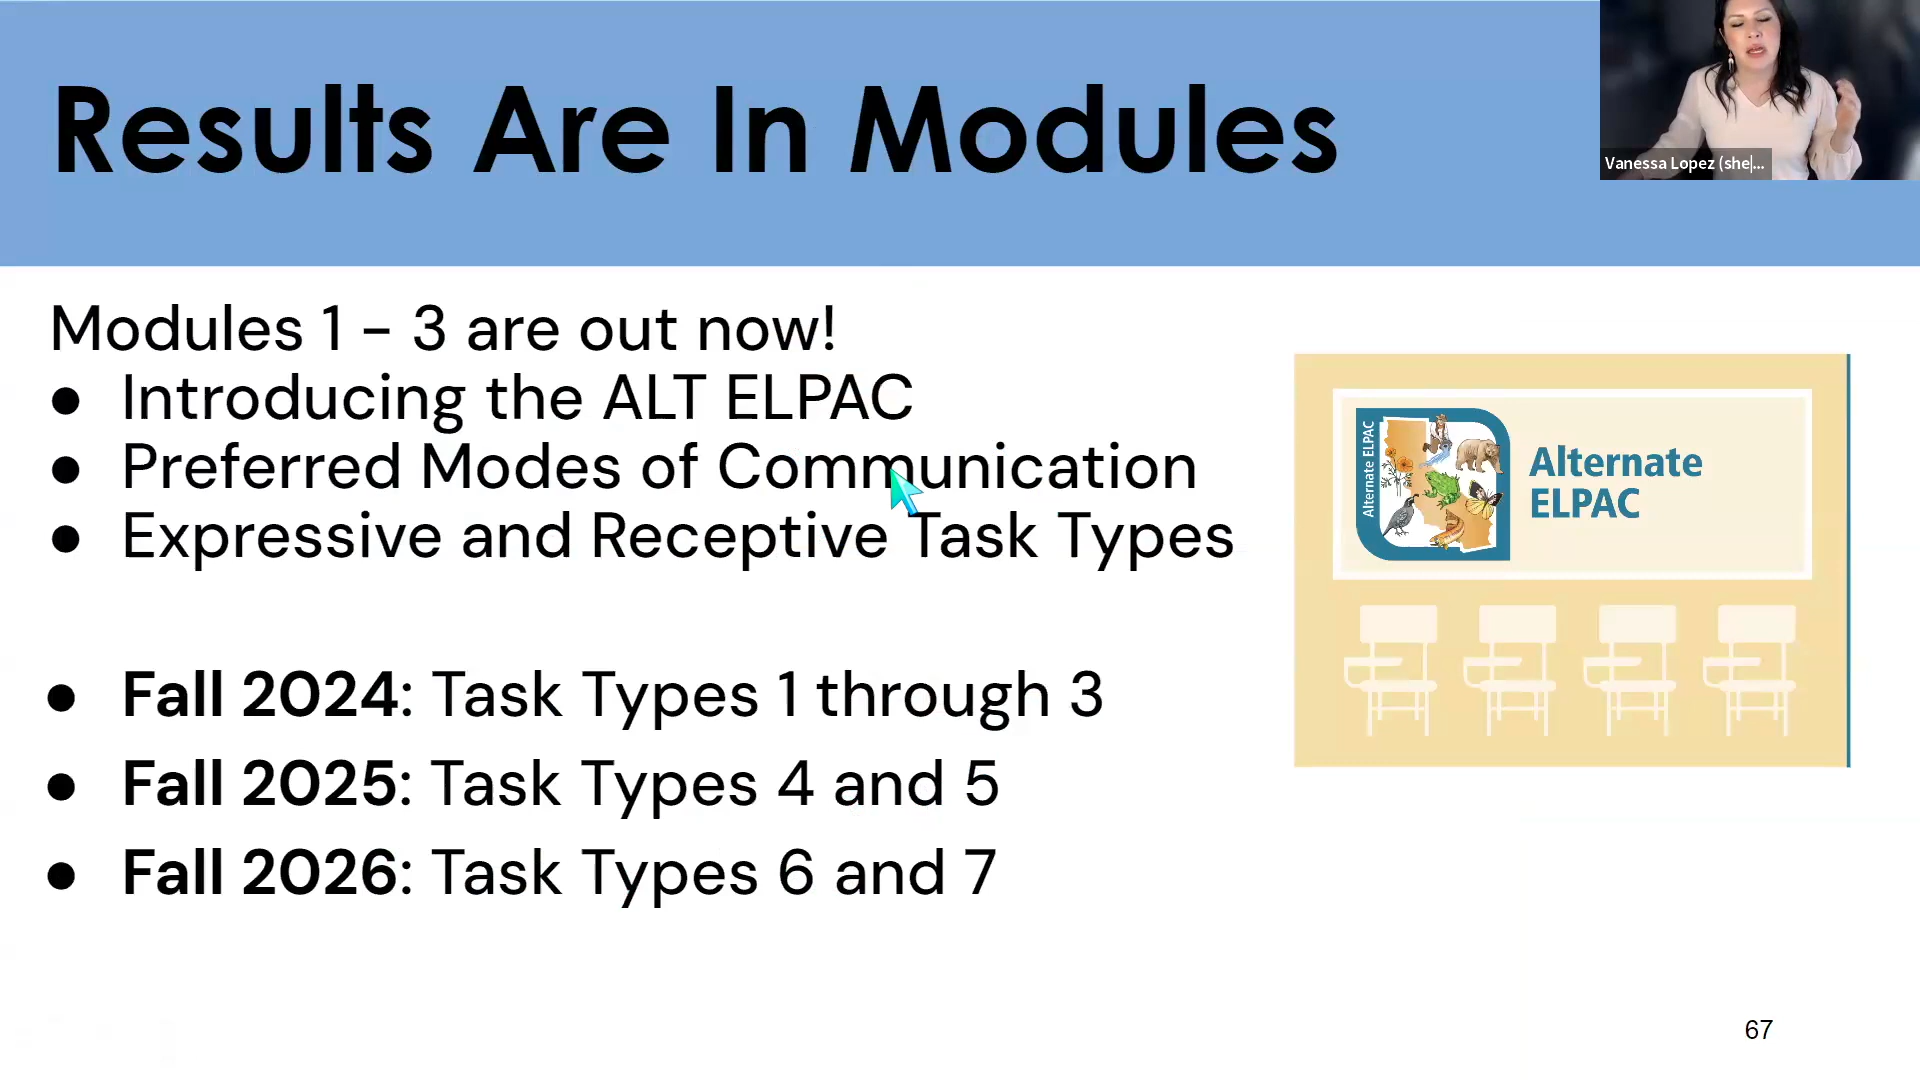 Results Are In Modules
Vanessa Lopez (she|...
Modules 1 – 3 are out now!
● Introducing the ALT ELPAC
● Preferred Modes of Communication
● Expressive and Receptive Task Types
Alternate ELPAC
Alternate
ELPAC
● Fall 2024: Task Types 1 through 3
● Fall 2025: Task Types 4 and 5
● Fall 2026: Task Types 6 and 7
67